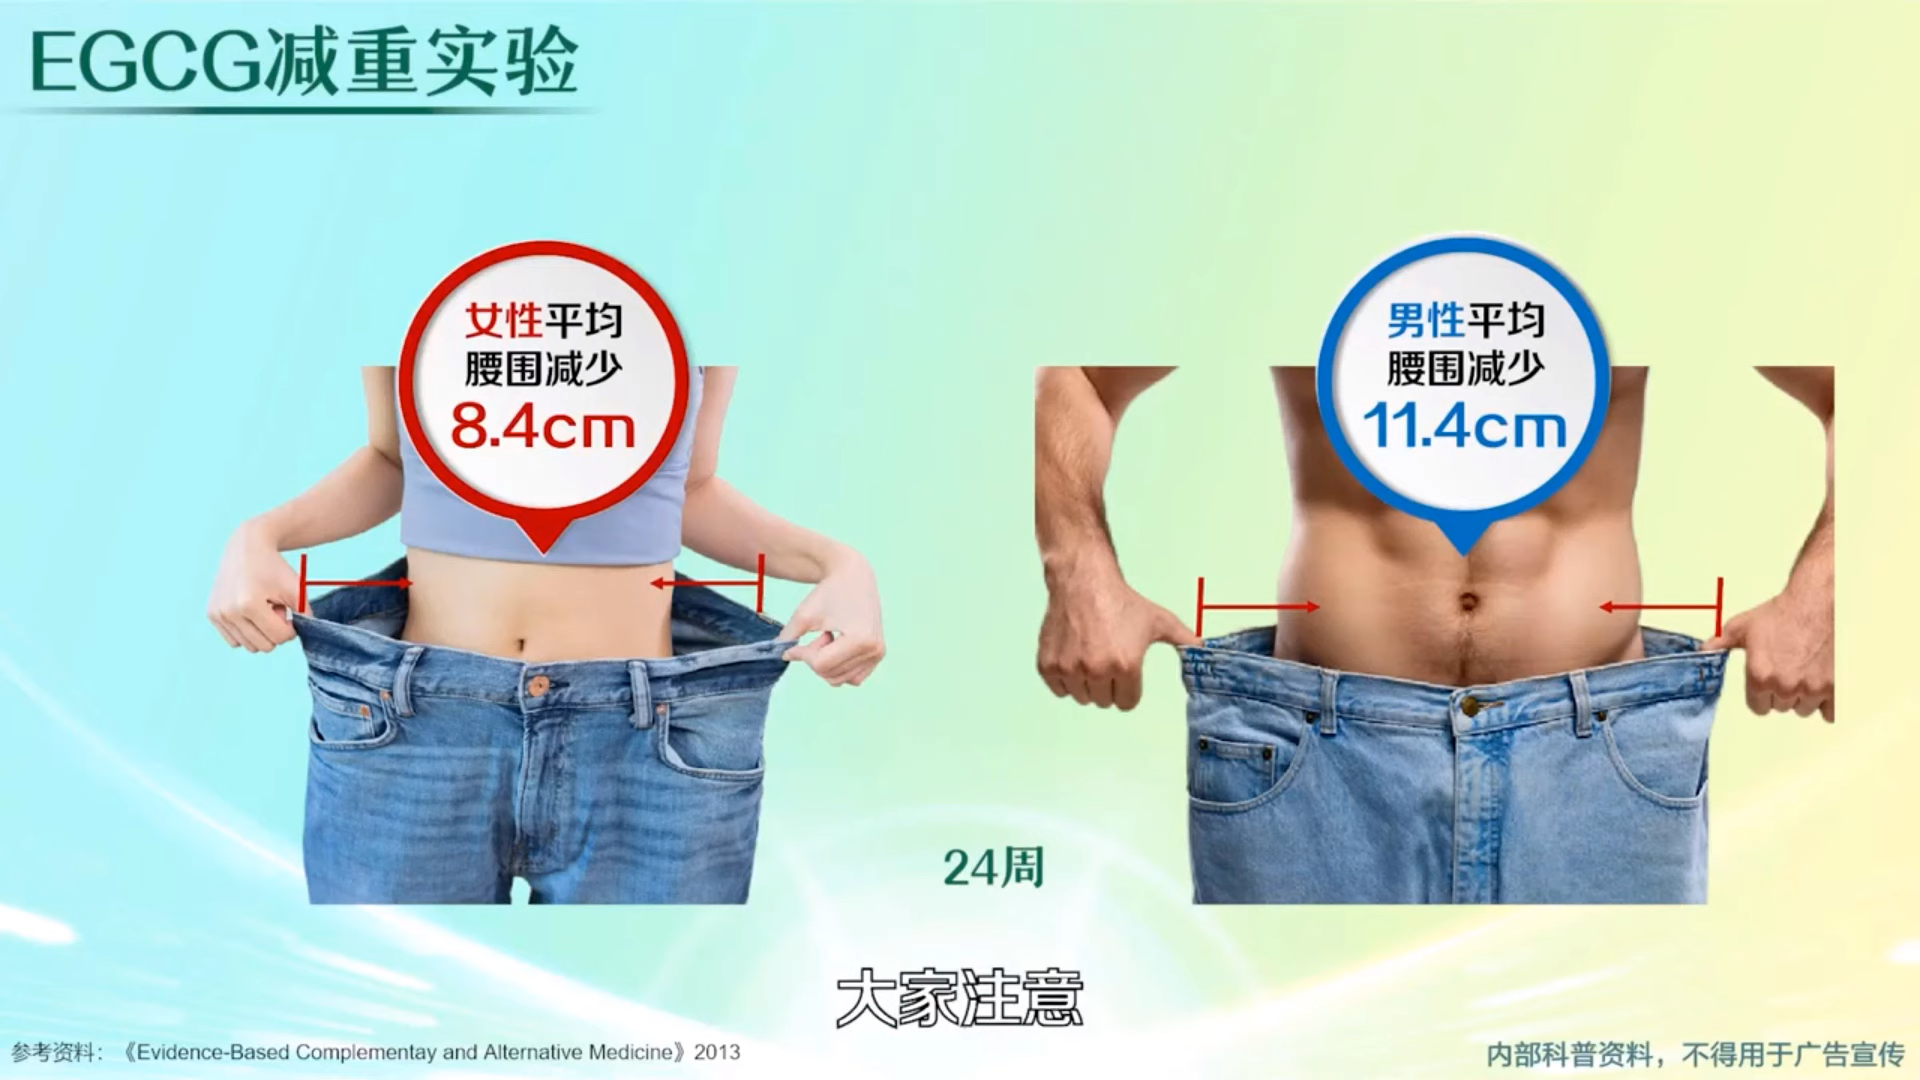 EGCG减重实验
女性平均
腰围减少
8.4cm
男性平均
腰围减少
11.4cm
24周
大家注意
参考资料：《Evidence-Based Complementay and Alternative Medicine》2013
内部科普资料，不得用于广告宣传